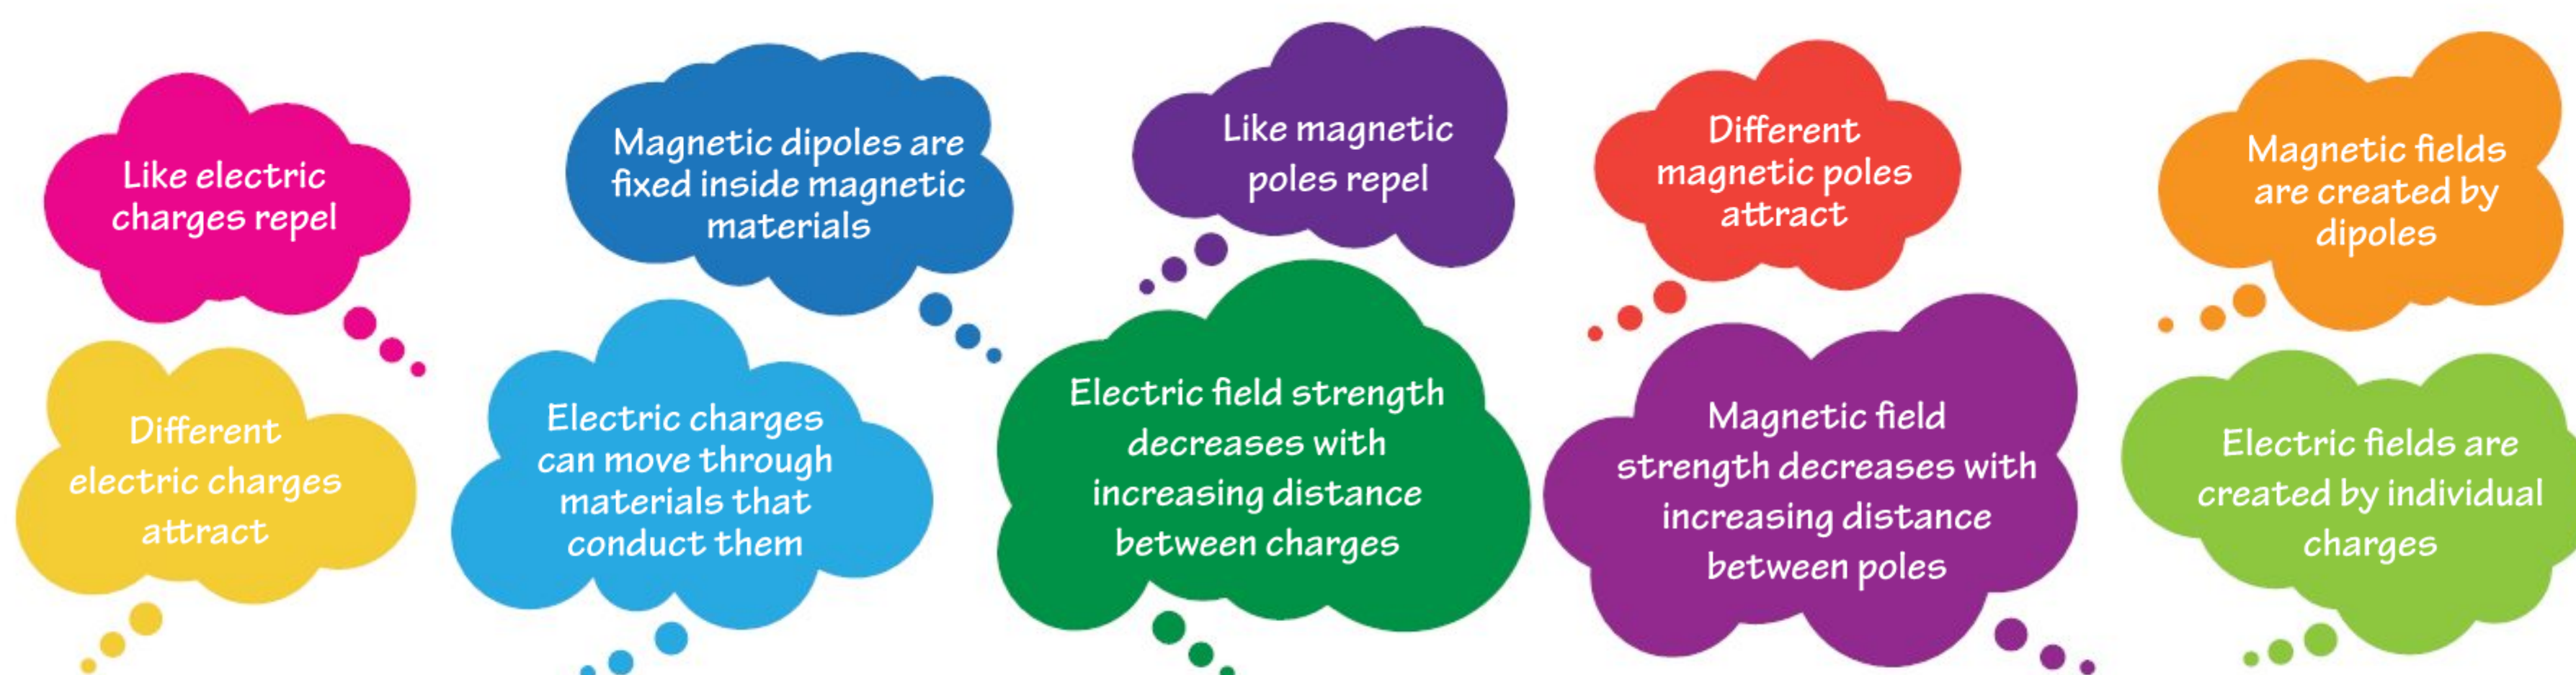 Like electric
charges repel
Magnetic dipoles are
fixed inside magnetic
materials
Like magnetic
poles repel
Different
magnetic poles
attract
Magnetic fields
are created by
dipoles
Different
electric charges
attract
Electric charges
can move through
materials that
conduct them
Electric field strength
decreases with
increasing distance
between charges
Magnetic field
strength decreases with
increasing distance
between poles
Electric fields are
created by individual
charges